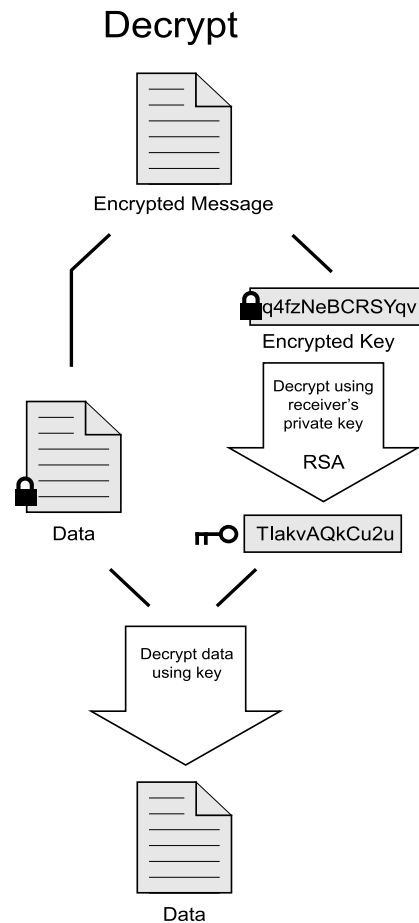 Decrypt
Encrypted Message
q4fzNeBCRSYqv
Encrypted Key
Decrypt using
receiver's
private key
RSA
Data
TlakvAQkCu2u
Decrypt data
using key
Data